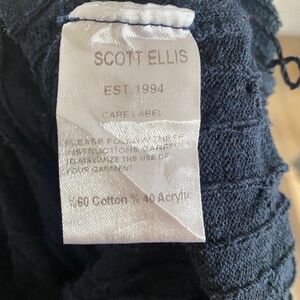 SCOTT ELLIS
EST.1994
CARE LABEL
PLEASE FOLLOW THESE
INSTRUCTIONS CAREFULLY
TO MAXIMIZE THE USE OF
YOUR GARMENT
%60 Cotton % 40 Acrylic